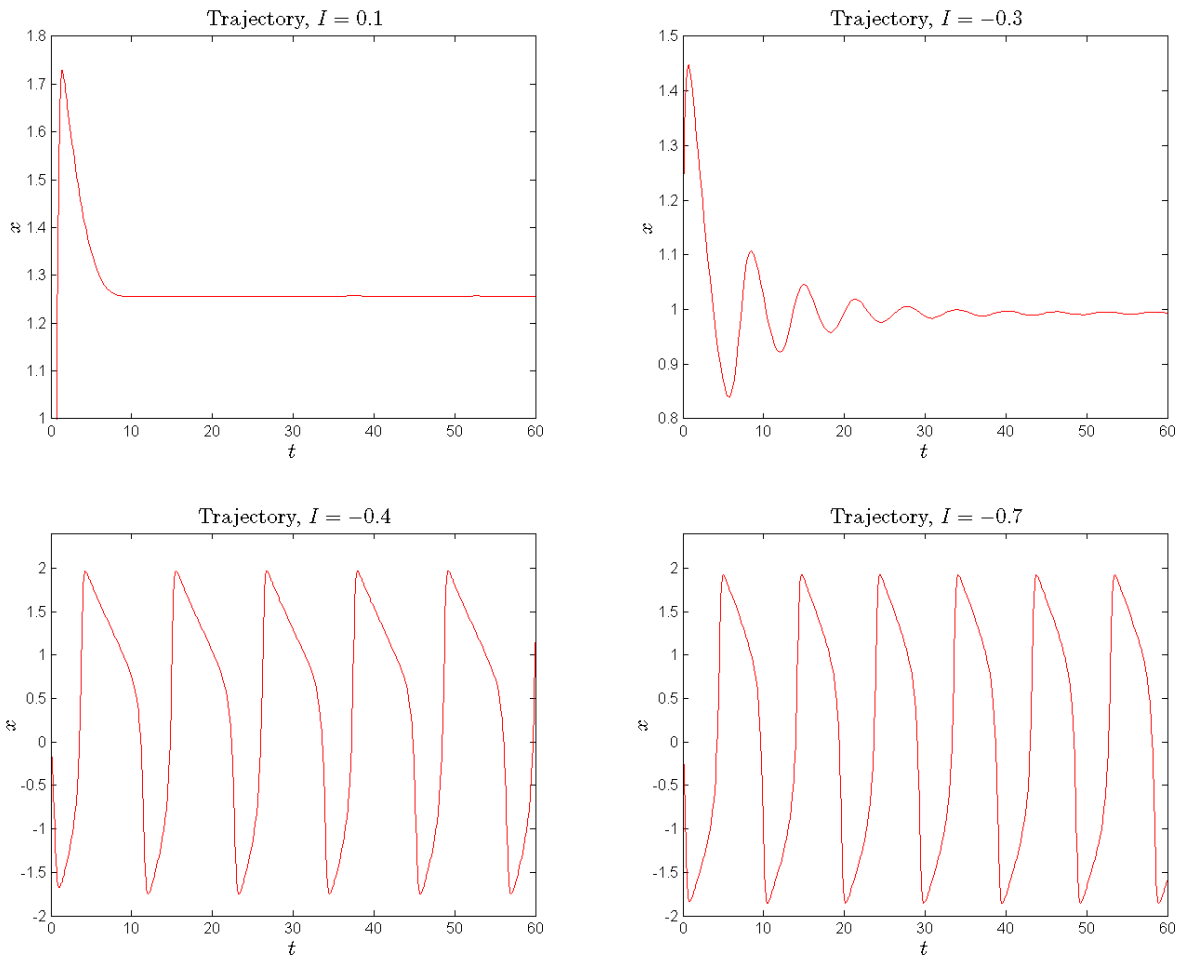 Trajectory, I = 0.1
1.8
1.7
1.6
1.5
1.4
1.3
1.2
1.1
1
x
0 10 20 30 40 50 60
t
Trajectory, I = −0.3
1.5
1.4
1.3
1.2
1.1
1
0.9
0.8
x
0 10 20 30 40 50 60
t
Trajectory, I = −0.4
2
1.5
1
0.5
0
-0.5
-1
-1.5
-2
x
0 10 20 30 40 50 60
t
Trajectory, I = −0.7
2
1.5
1
0.5
0
-0.5
-1
-1.5
-2
x
0 10 20 30 40 50 60
t